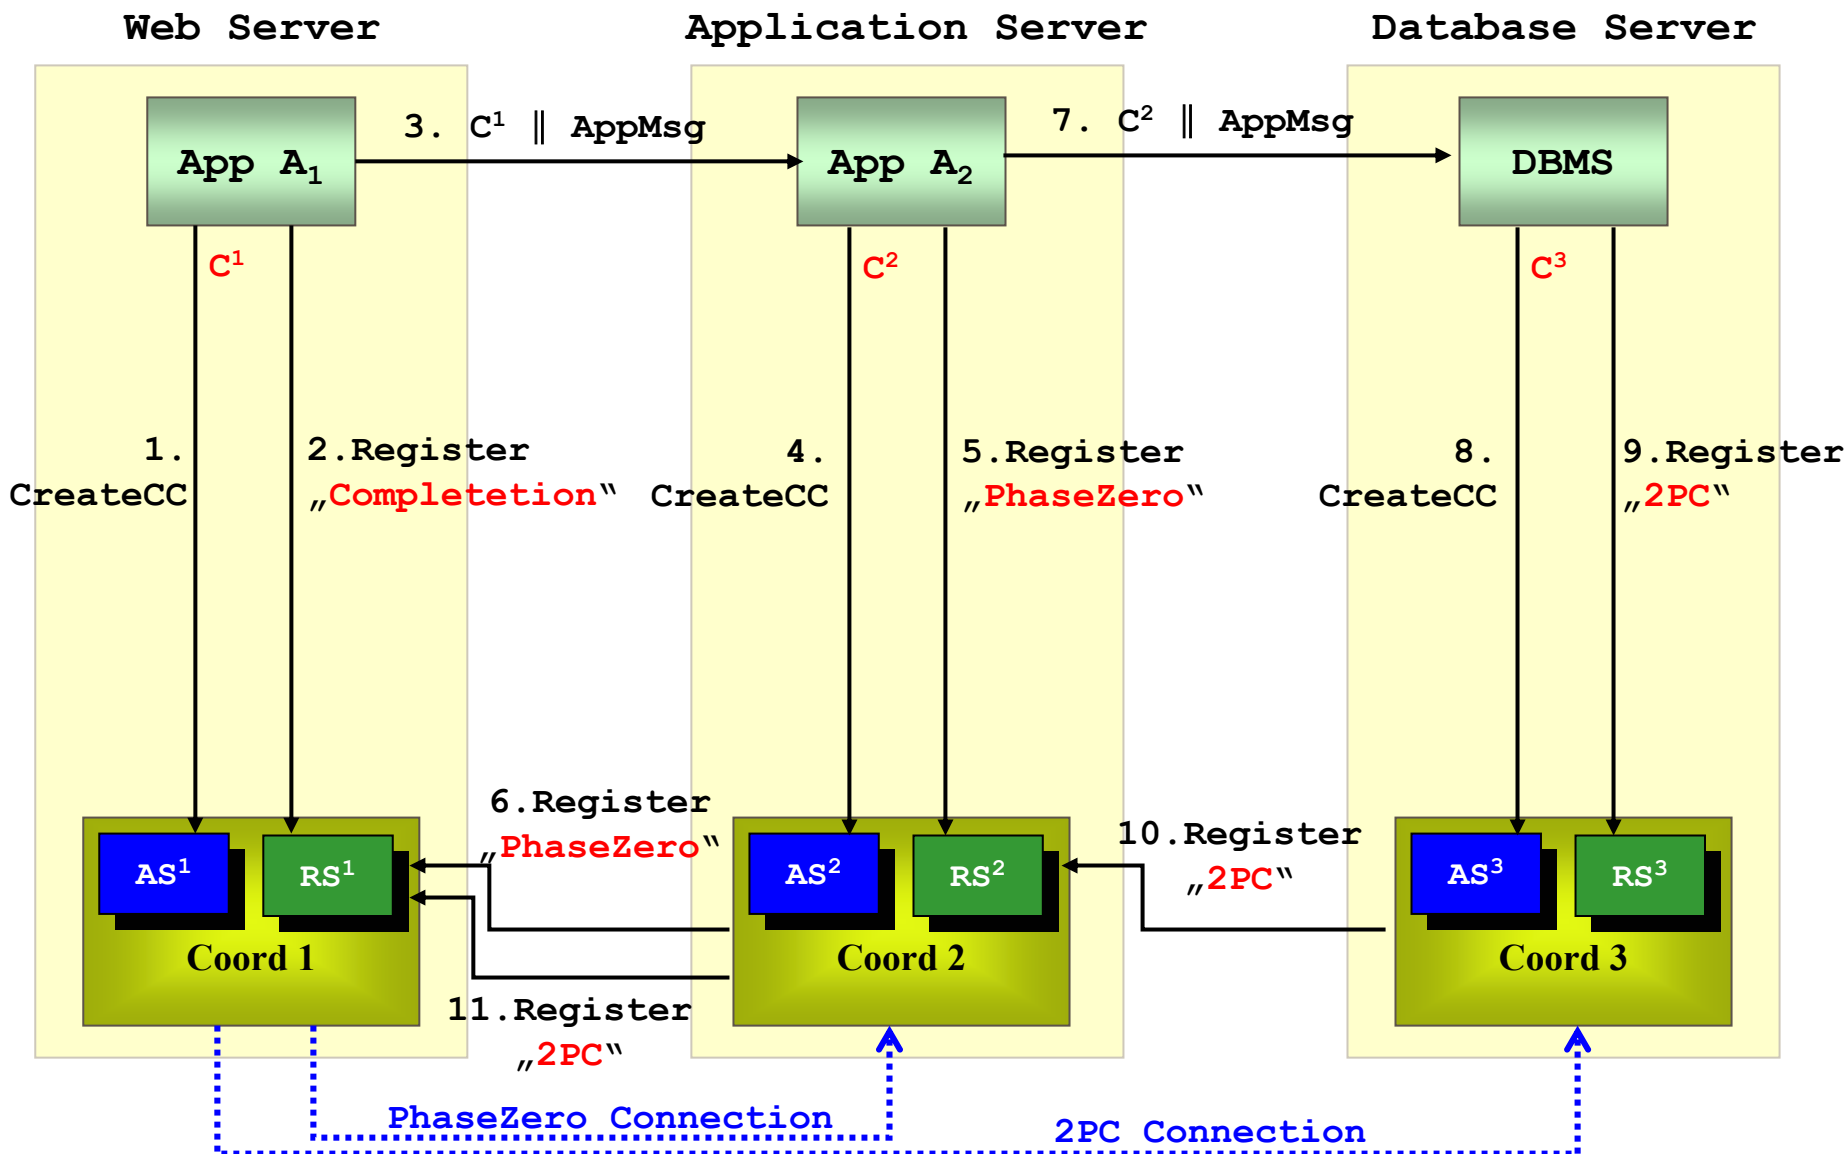 Web Server
Application Server
Database Server
App A₁
3. C¹ ‖ AppMsg
App A₂
7. C² ‖ AppMsg
DBMS
C¹
C²
C³
1.
CreateCC
2.Register
„Completetion“
4.
CreateCC
5.Register
„PhaseZero“
8.
CreateCC
9.Register
„2PC“
6.Register
„PhaseZero“
10.Register
„2PC“
AS¹
RS¹
Coord 1
AS²
RS²
Coord 2
AS³
RS³
Coord 3
11.Register
„2PC“
PhaseZero Connection
2PC Connection